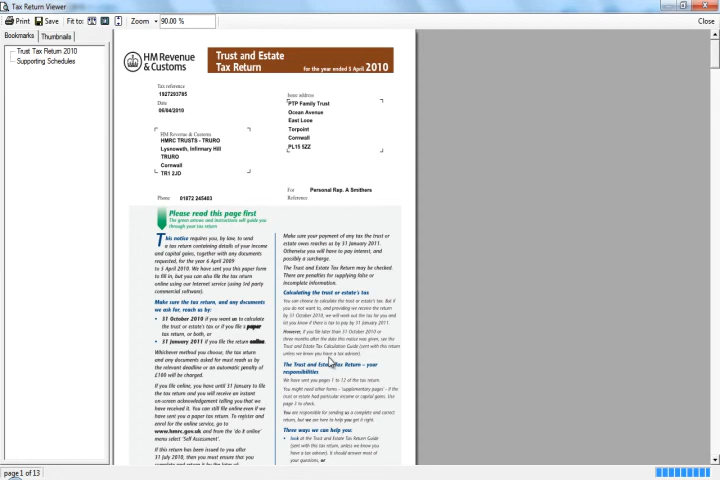 Tax Return Viewer
Print Save Fit to: Zoom 90.00 % Close
Bookmarks Thumbnails
Trust Tax Return 2010
Supporting Schedules
HM Revenue
& Customs
Trust and Estate
Tax Return
for the year ended 5 April 2010
Tax reference
1927293785
Date
06/04/2010
HM Revenue & Customs
HMRC TRUSTS - TRURO
Lysnoweth, Infirmary Hill
TRURO
Cornwall
TR1 2JD
Phone 01872 245403
Issue address
PTP Family Trust
Ocean Avenue
East Looe
Torpoint
Cornwall
PL15 5ZZ
For Personal Rep. A Smithers
Reference
Please read this page first
The green arrows and instructions will guide you
through your tax return
This notice requires you, by law, to send
a tax return containing details of your income
and capital gains, together with any documents
requested, for the year 6 April 2009
to 5 April 2010. We have sent you this paper form
to fill in, but you can also file the tax return
online using our Internet service (using 3rd party
commercial software).
Make sure the tax return, and any documents
we ask for, reach us by:
• 31 October 2010 if you want us to calculate
the trust or estate's tax or if you file a paper
tax return, or both, or
• 31 January 2011 if you file the return online.
Whichever method you choose, the tax return
and any documents asked for must reach us by
the relevant deadline or an automatic penalty of
£100 will be charged.
If you file online, you have until 31 January to file
the tax return and you will receive an instant
on-screen acknowledgement telling you that we
have received it. You can still file online even if we
have sent you a paper tax return. To register and
enrol for the online service, go to
www.hmrc.gov.uk and from the 'do it online'
menu select 'Self Assessment'.
If this return has been issued to you after
31 July 2010, then you must ensure that you
Make sure your payment of any tax the trust or
estate owes reaches us by 31 January 2011.
Otherwise you will have to pay interest, and
possibly a surcharge.
The Trust and Estate Tax Return may be checked.
There are penalties for supplying false or
incomplete information.
Calculating the trust or estate's tax
You can choose to calculate the trust or estate's tax. But if
you do not want to, and providing we receive the return
by 31 October 2010, we will work out the tax for you and
let you know if there is tax to pay by 31 January 2011.
However, if you file later than 31 October 2010 or
three months after the date this notice was given, see the
Trust and Estate Tax Calculation Guide (sent with this return
unless we know you have a tax adviser).
The Trust and Estate Tax Return – your
responsibilities
We have sent you pages 1 to 12 of the tax return.
You might need other forms - 'supplementary pages' - if the
trust or estate had particular income or capital gains. Use
page 3 to check.
You are responsible for sending us a complete and correct
return, but we are here to help you get it right.
Three ways we can help you:
• look at the Trust and Estate Tax Return Guide
(sent with this tax return, unless we know you
have a tax adviser). It should answer most of
your questions, or
page 1 of 13